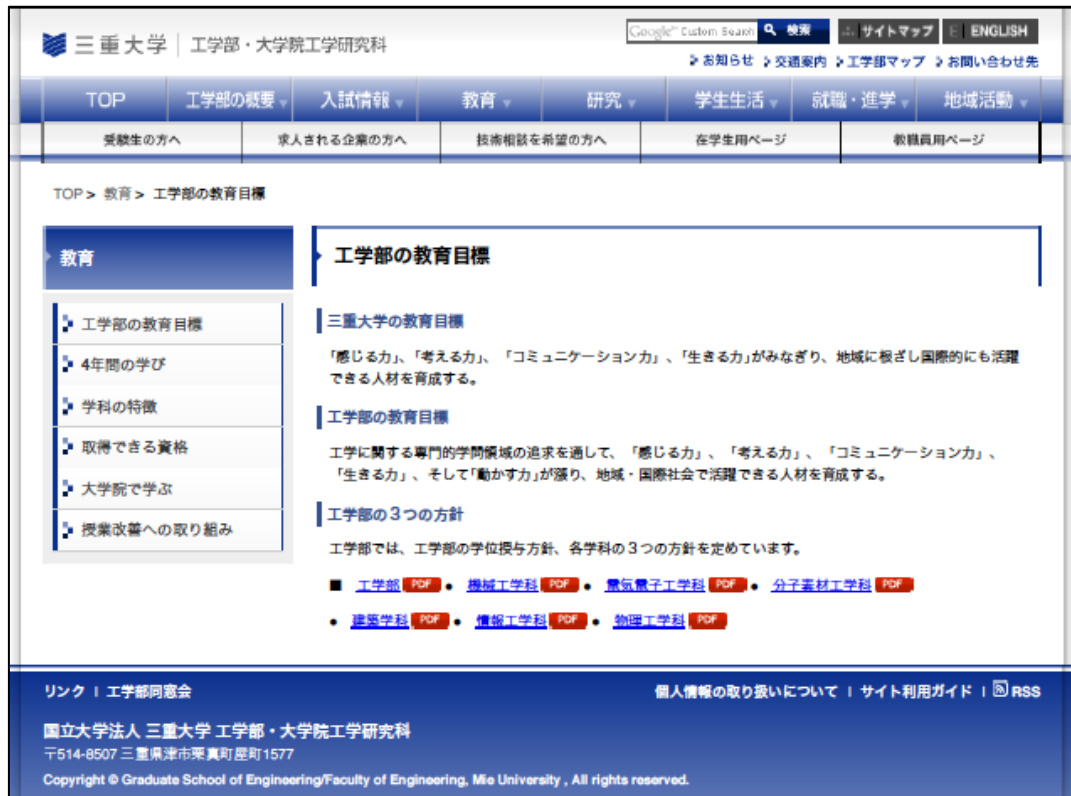 三重大学 | 工学部・大学院工学研究科
Google™ Custom Search 検索 サイトマップ ENGLISH
お知らせ 交通案内 工学部マップ お問い合わせ先
TOP 工学部の概要 入試情報 教育 研究 学生生活 就職・進学 地域活動
受験生の方へ 求人される企業の方へ 技術相談を希望の方へ 在学生用ページ 教職員用ページ
TOP > 教育 > 工学部の教育目標
教育
工学部の教育目標
4年間の学び
学科の特徴
取得できる資格
大学院で学ぶ
授業改善への取り組み
工学部の教育目標
三重大学の教育目標
「感じる力」、「考える力」、「コミュニケーション力」、「生きる力」がみなぎり、地域に根ざし国際的にも活躍
できる人材を育成する。
工学部の教育目標
工学に関する専門的学問領域の追求を通して、「感じる力」、「考える力」、「コミュニケーション力」、
「生きる力」、そして「動かす力」が漲り、地域・国際社会で活躍できる人材を育成する。
工学部の3つの方針
工学部では、工学部の学位授与方針、各学科の3つの方針を定めています。
■ 工学部 PDF ● 機械工学科 PDF ● 電気電子工学科 PDF ● 分子素材工学科 PDF
● 建築学科 PDF ● 情報工学科 PDF ● 物理工学科 PDF
リンク | 工学部同窓会
個人情報の取り扱いについて | サイト利用ガイド | RSS
国立大学法人 三重大学 工学部・大学院工学研究科
〒514-8507 三重県津市栗真町屋町1577
Copyright © Graduate School of Engineering/Faculty of Engineering, Mie University , All rights reserved.